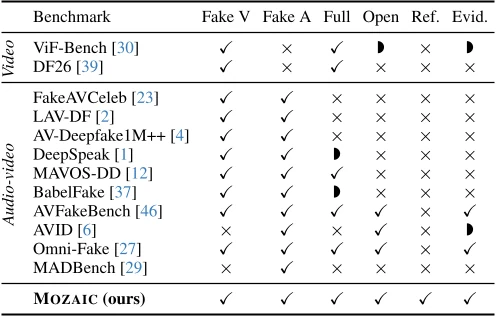 Benchmark Fake V Fake A Full Open Ref. Evid.
Video
ViF-Bench [30] ✓ × ✓ ◗ × ◗
DF26 [39] ✓ × ✓ × × ×
Audio-video
FakeAVCeleb [23] ✓ ✓ × × × ×
LAV-DF [2] ✓ ✓ × × × ×
AV-Deepfake1M++ [4] ✓ ✓ × × × ×
DeepSpeak [1] ✓ ✓ ◗ × × ×
MAVOS-DD [12] ✓ ✓ ✓ × × ×
BabelFake [37] ✓ ✓ ◗ × × ×
AVFakeBench [46] ✓ ✓ ✓ ✓ × ✓
AVID [6] × ✓ × ✓ × ◗
Omni-Fake [27] ✓ ✓ ✓ ✓ × ✓
MADBench [29] × ✓ × × × ×
MOZAIC (ours) ✓ ✓ ✓ ✓ ✓ ✓